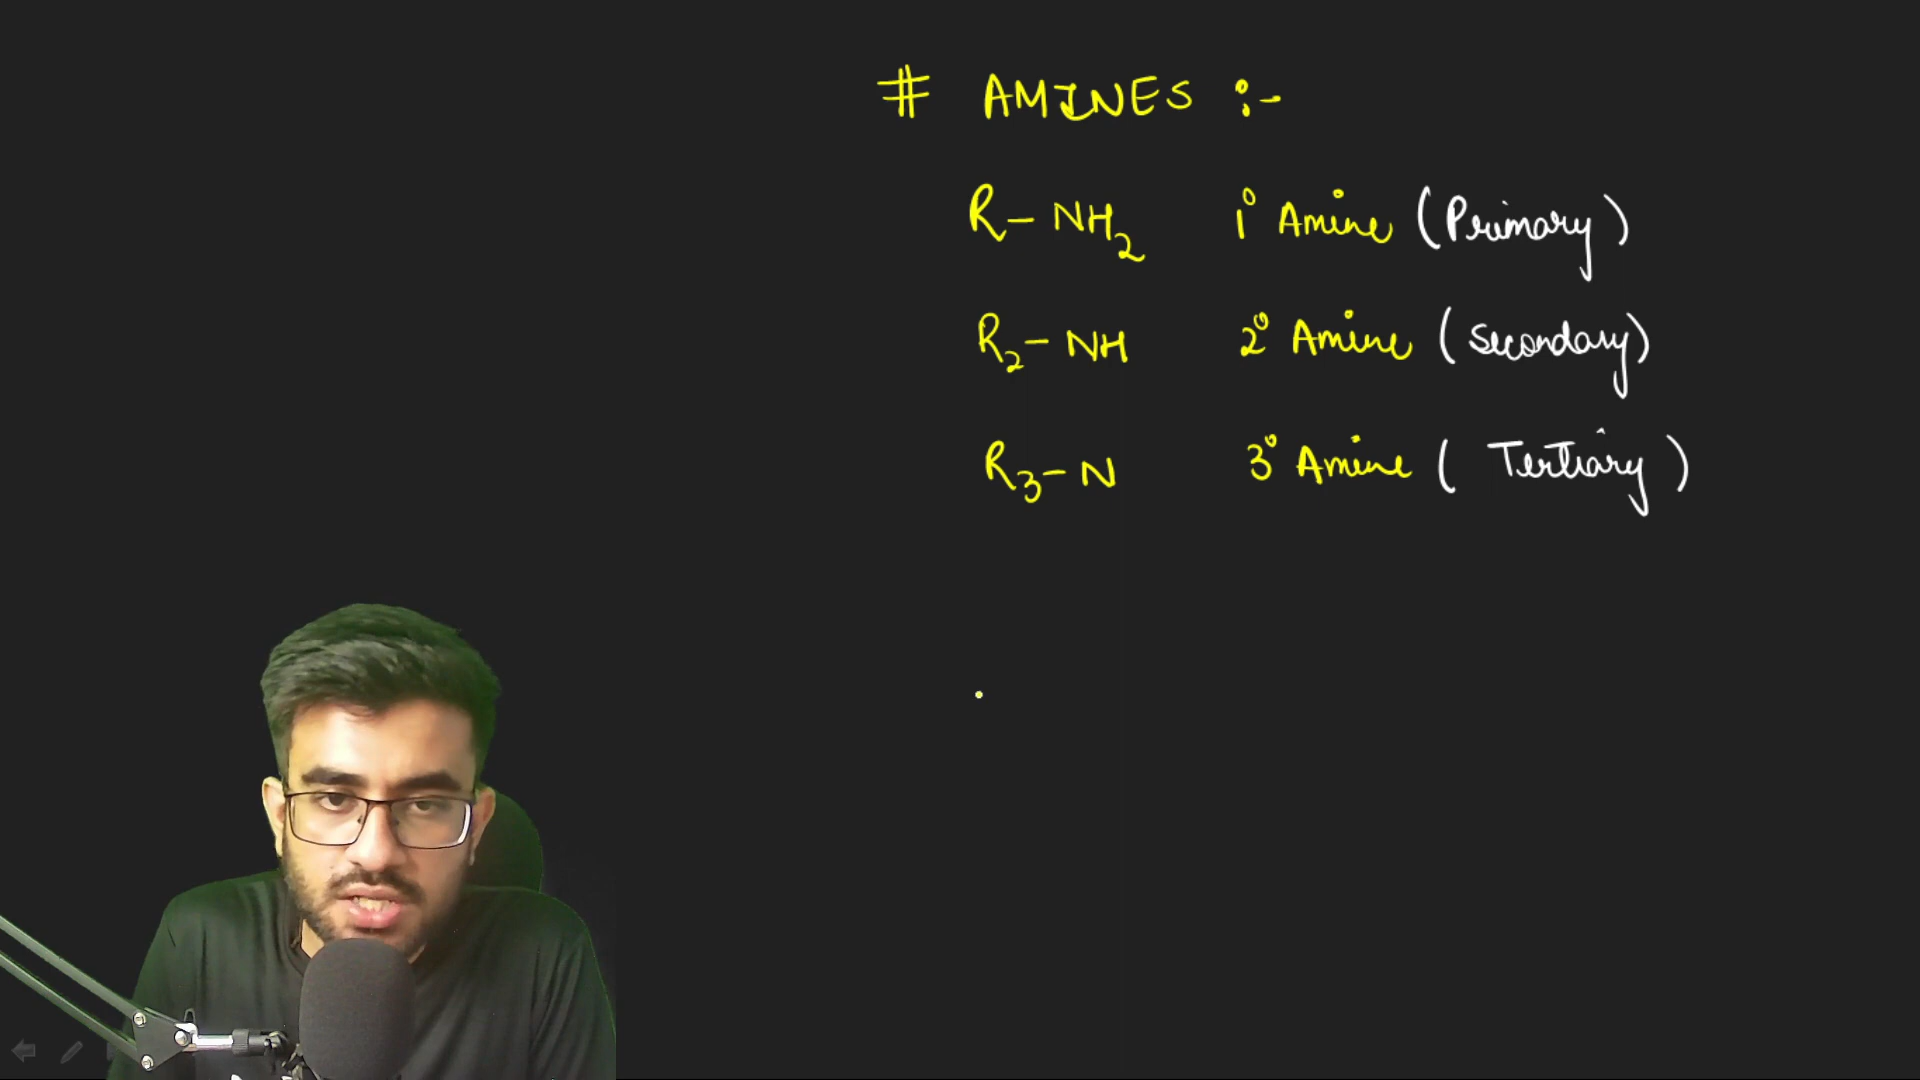 # AMINES :-
R - NH₂ 1° Amine (Primary)
R₂ - NH 2° Amine (Secondary)
R₃ - N 3° Amine ( Tertiary )